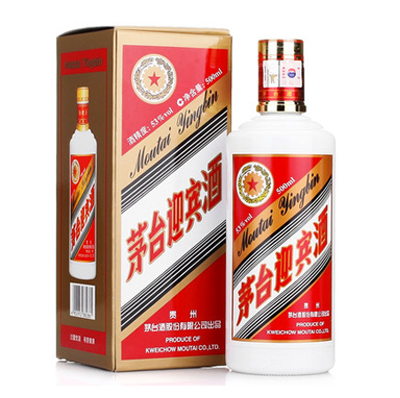 酒精度:53%vol
净含量:500ml
Moutai Yingbin
茅台迎宾酒
贵州
茅台酒股份有限公司出品
PRODUCE OF
KWEICHOW MOUTAI CO.,LTD.
53%vol
500ml
Moutai Yingbin
茅台迎宾酒
贵州
茅台酒股份有限公司出品
PRODUCE OF
KWEICHOW MOUTAI CO.,LTD.